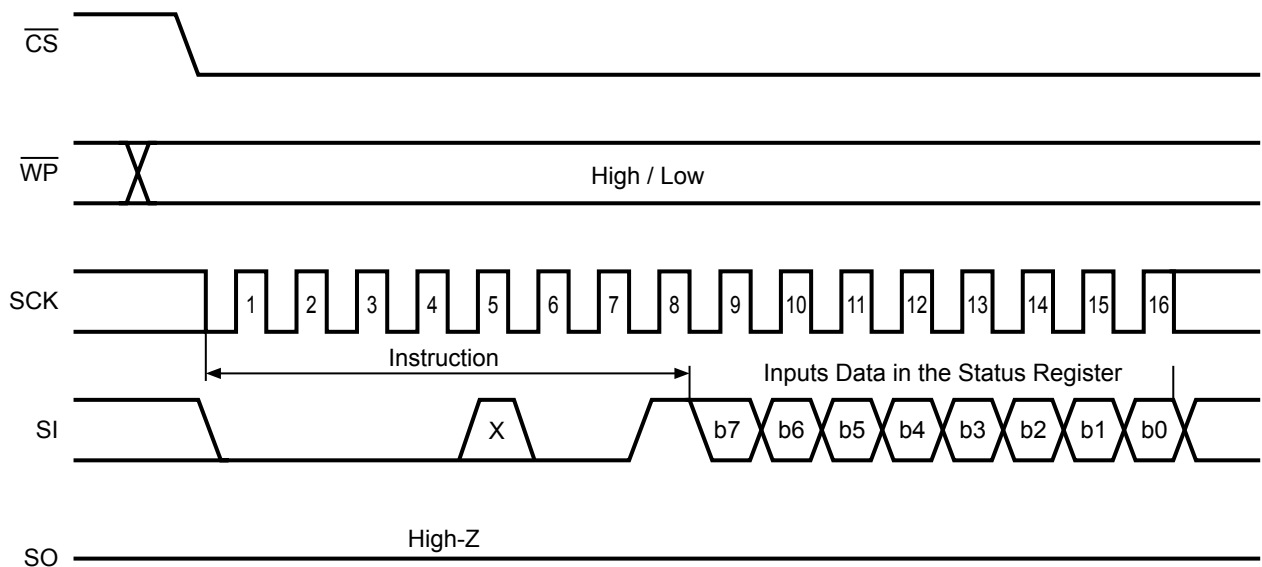 CS
WP
High / Low
SCK
1 2 3 4 5 6 7 8 9 10 11 12 13 14 15 16
Instruction
Inputs Data in the Status Register
SI
X b7 b6 b5 b4 b3 b2 b1 b0
High-Z
SO